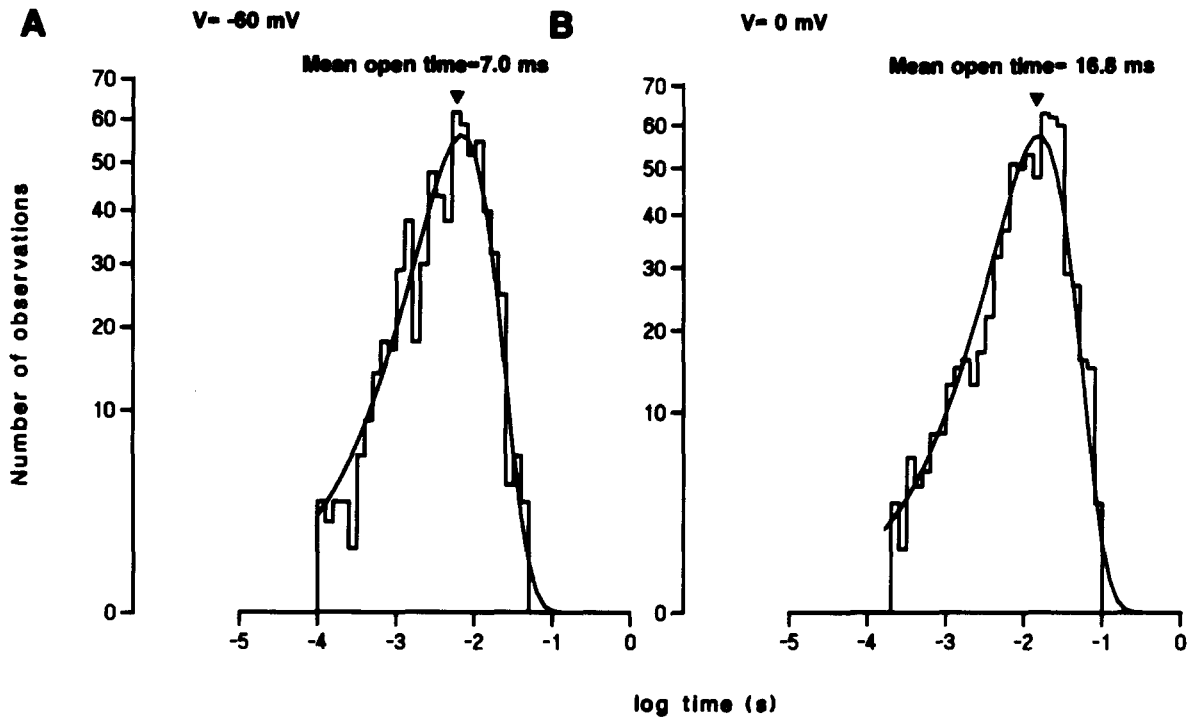 A
V= -60 mV
Mean open time=7.0 ms
B
V= 0 mV
Mean open time= 16.8 ms
Number of observations
70
60
50
40
30
20
10
0
-5 -4 -3 -2 -1 0
70
60
50
40
30
20
10
0
-5 -4 -3 -2 -1 0
log time (s)